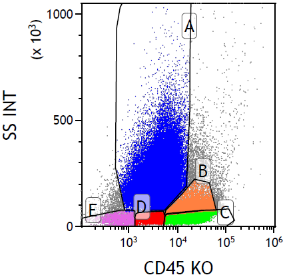 1000
500
0
SS INT
(x 10³)
A
B
C
D
E
10³
10⁴
10⁵
10⁶
CD45 KO